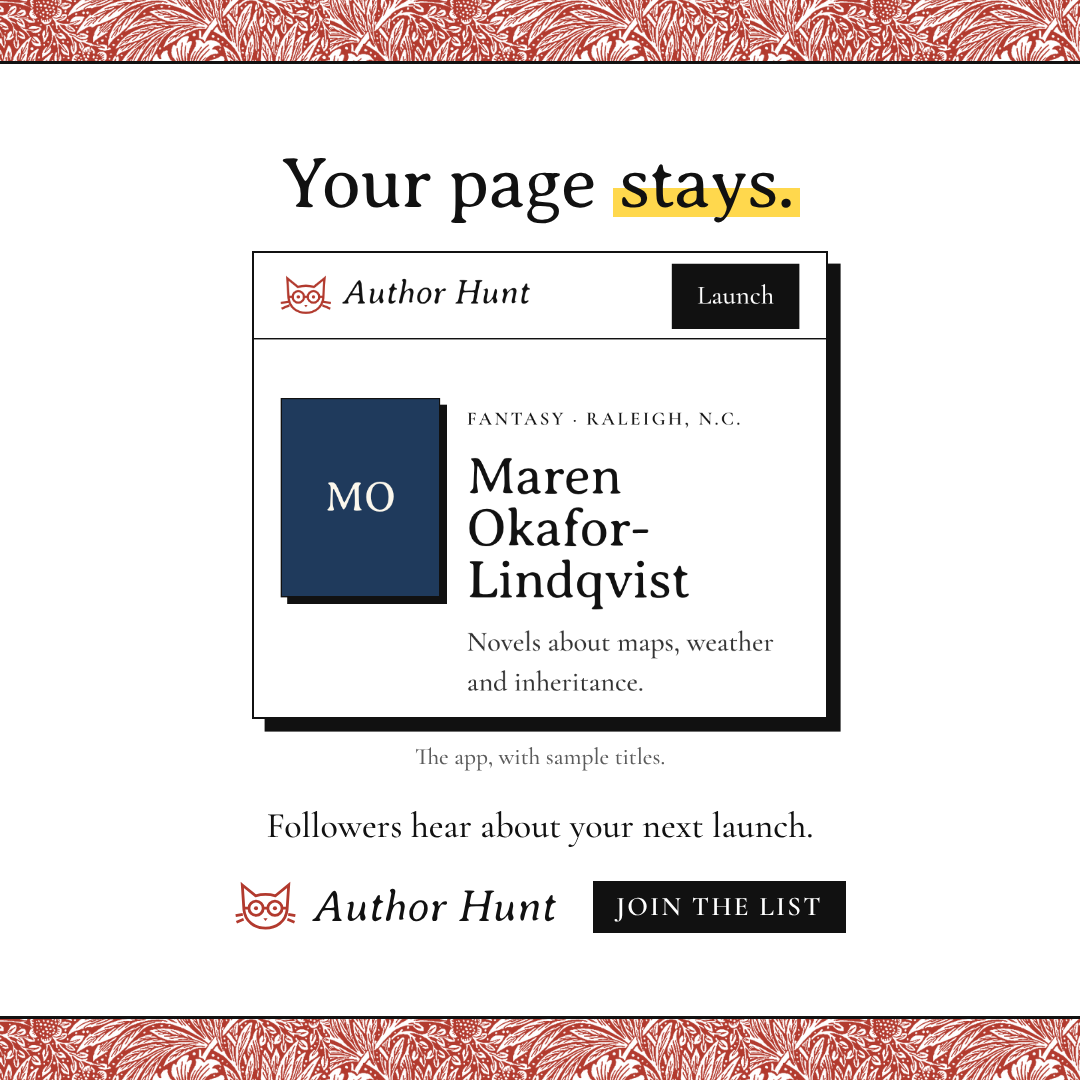 Your page stays.
Author Hunt
Launch
FANTASY · RALEIGH, N.C.
MO
Maren
Okafor-
Lindqvist
Novels about maps, weather
and inheritance.
The app, with sample titles.
Followers hear about your next launch.
Author Hunt
JOIN THE LIST